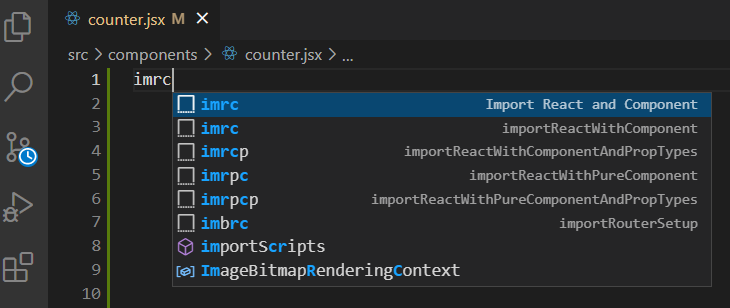 counter.jsx M ×
src > components > counter.jsx > ...
1 imrc
2 imrc Import React and Component
3 imrc importReactWithComponent
4 imrcp importReactWithComponentAndPropTypes
5 imrpc importReactWithPureComponent
6 imrpcp importReactWithPureComponentAndPropTypes
7 imbrc importRouterSetup
8 importScripts
9 ImageBitmapRenderingContext
10